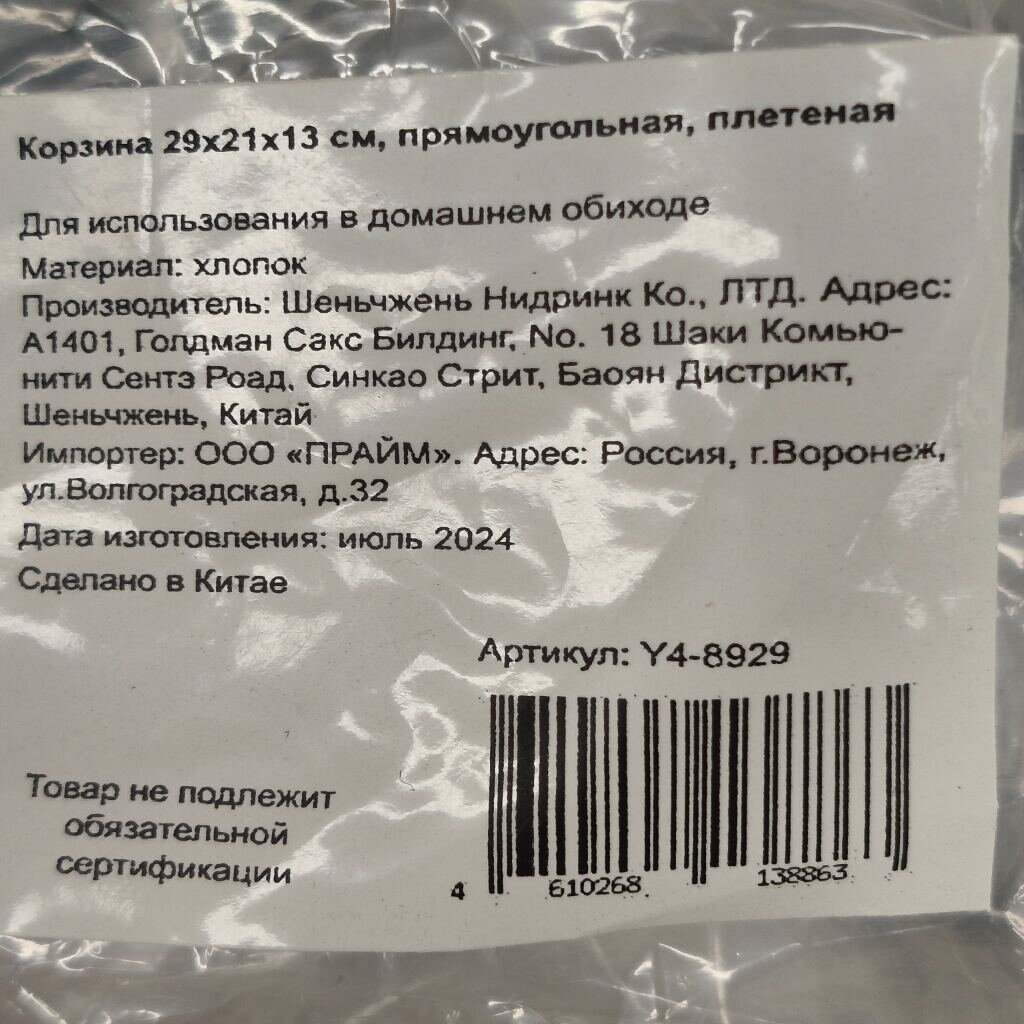 Корзина 29х21х13 см, прямоугольная, плетеная
Для использования в домашнем обиходе
Материал: хлопок
Производитель: Шеньчжень Нидринк Ко., ЛТД. Адрес:
А1401, Голдман Сакс Билдинг, No. 18 Шаки Комью-
нити Сентэ Роад, Синкао Стрит, Баоян Дистрикт,
Шеньчжень, Китай
Импортер: ООО «ПРАЙМ». Адрес: Россия, г.Воронеж,
ул.Волгоградская, д.32
Дата изготовления: июль 2024
Сделано в Китае
Артикул: Y4-8929
Товар не подлежит
обязательной
сертификации
4 610268 138863